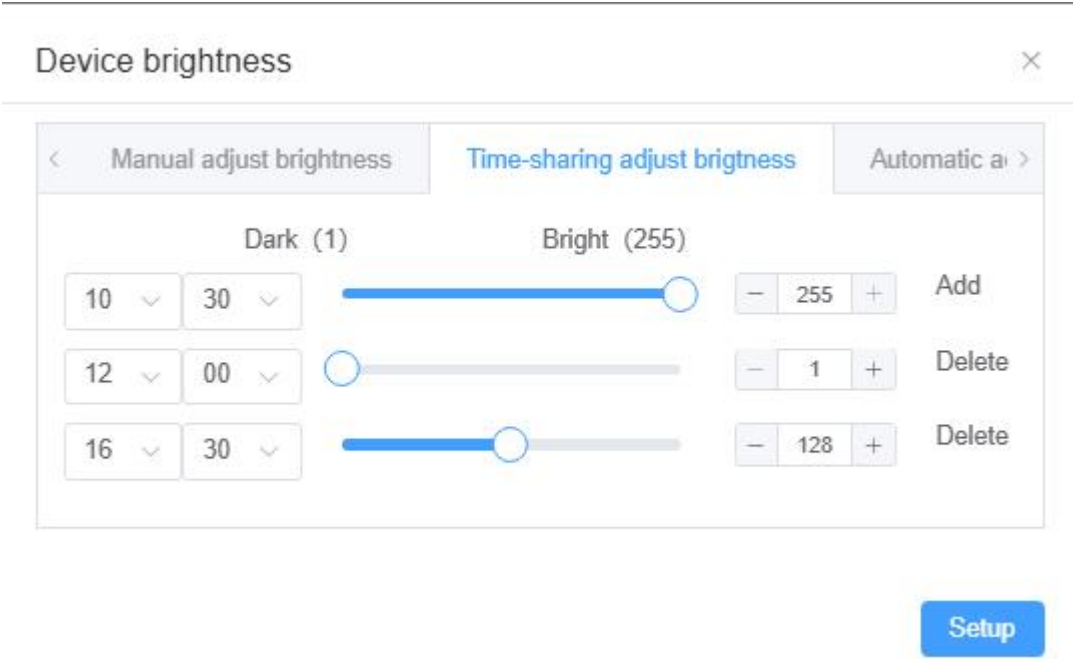 Device brightness
Manual adjust brightness Time-sharing adjust brigtness Automatic a
Dark (1) Bright (255)
10 30 255 Add
12 00 1 Delete
16 30 128 Delete
Setup